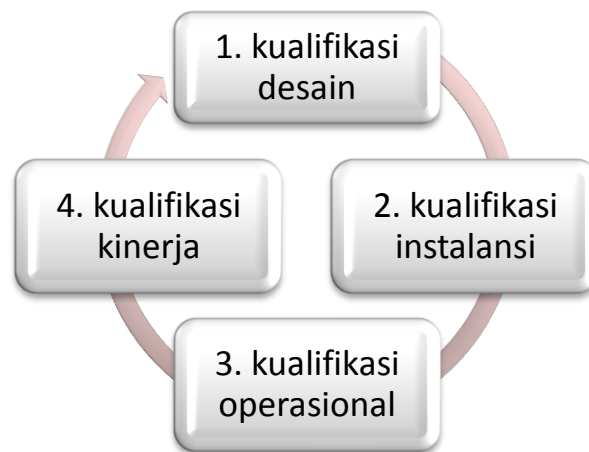 1. kualifikasi
desain
2. kualifikasi
instalansi
3. kualifikasi
operasional
4. kualifikasi
kinerja